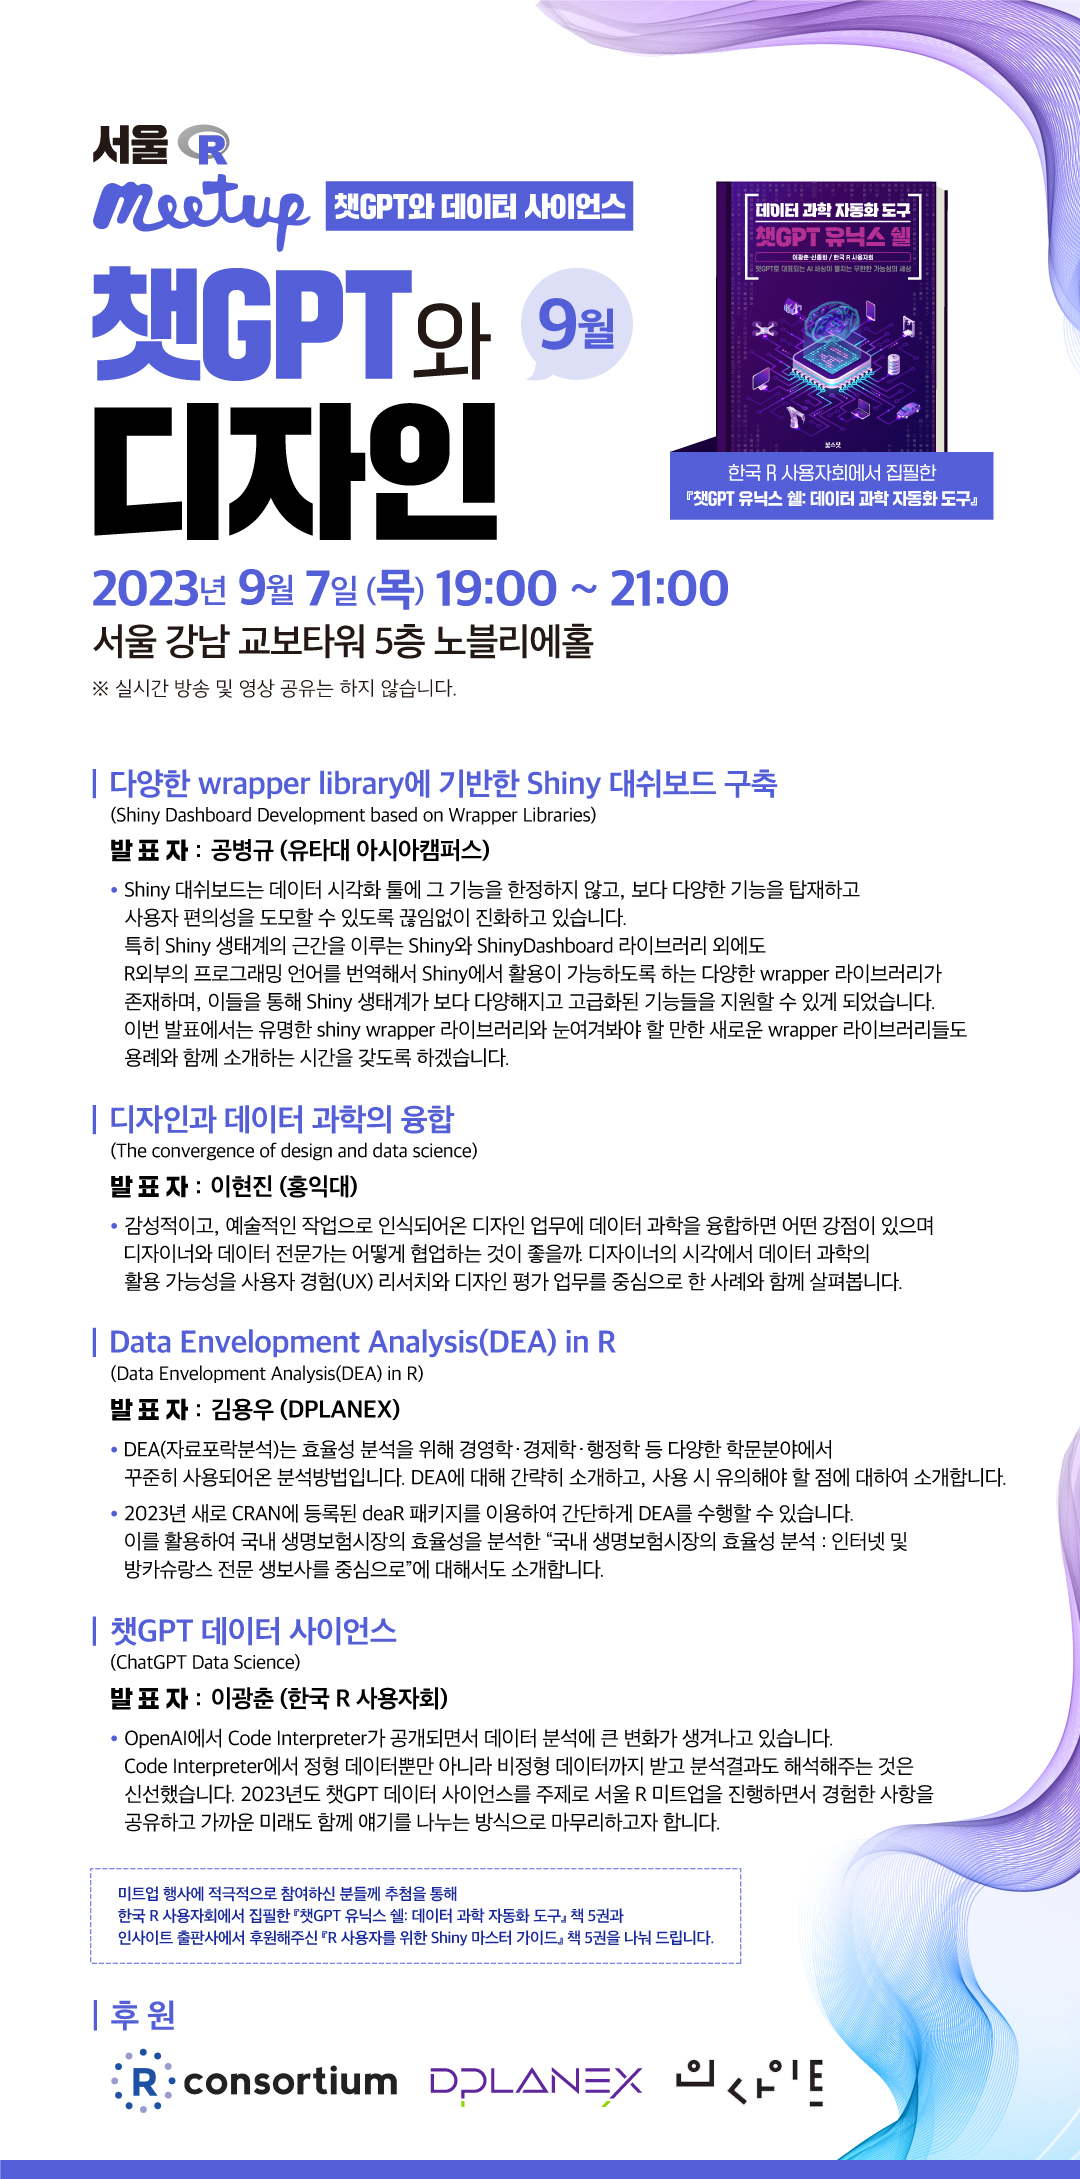 서울 R
meetup 챗GPT와 데이터 사이언스
챗GPT와
9월
디자인
데이터 과학 자동화 도구
챗GPT 유닉스 쉘
이광춘·신종화 / 한국 R 사용자회
챗GPT로 대표되는 AI 세상이 펼치는 무한한 가능성의 세상
한국 R 사용자회에서 집필한
『챗GPT 유닉스 쉘: 데이터 과학 자동화 도구』
2023년 9월 7일 (목) 19:00 ~ 21:00
서울 강남 교보타워 5층 노블리에홀
※ 실시간 방송 및 영상 공유는 하지 않습니다.
다양한 wrapper library에 기반한 Shiny 대쉬보드 구축
(Shiny Dashboard Development based on Wrapper Libraries)
발 표 자 : 공병규 (유타대 아시아캠퍼스)
• Shiny 대쉬보드는 데이터 시각화 툴에 그 기능을 한정하지 않고, 보다 다양한 기능을 탑재하고
사용자 편의성을 도모할 수 있도록 끊임없이 진화하고 있습니다.
특히 Shiny 생태계의 근간을 이루는 Shiny와 ShinyDashboard 라이브러리 외에도
R외부의 프로그래밍 언어를 번역해서 Shiny에서 활용이 가능하도록 하는 다양한 wrapper 라이브러리가
존재하며, 이들을 통해 Shiny 생태계가 보다 다양해지고 고급화된 기능들을 지원할 수 있게 되었습니다.
이번 발표에서는 유명한 shiny wrapper 라이브러리와 눈여겨봐야 할 만한 새로운 wrapper 라이브러리들도
용례와 함께 소개하는 시간을 갖도록 하겠습니다.
디자인과 데이터 과학의 융합
(The convergence of design and data science)
발 표 자 : 이현진 (홍익대)
• 감성적이고, 예술적인 작업으로 인식되어온 디자인 업무에 데이터 과학을 융합하면 어떤 강점이 있으며
디자이너와 데이터 전문가는 어떻게 협업하는 것이 좋을까. 디자이너의 시각에서 데이터 과학의
활용 가능성을 사용자 경험(UX) 리서치와 디자인 평가 업무를 중심으로 한 사례와 함께 살펴봅니다.
Data Envelopment Analysis(DEA) in R
(Data Envelopment Analysis(DEA) in R)
발 표 자 : 김용우 (DPLANEX)
• DEA(자료포락분석)는 효율성 분석을 위해 경영학·경제학·행정학 등 다양한 학문분야에서
꾸준히 사용되어온 분석방법입니다. DEA에 대해 간략히 소개하고, 사용 시 유의해야 할 점에 대하여 소개합니다.
• 2023년 새로 CRAN에 등록된 deaR 패키지를 이용하여 간단하게 DEA를 수행할 수 있습니다.
이를 활용하여 국내 생명보험시장의 효율성을 분석한 “국내 생명보험시장의 효율성 분석 : 인터넷 및
방카슈랑스 전문 생보사를 중심으로”에 대해서도 소개합니다.
챗GPT 데이터 사이언스
(ChatGPT Data Science)
발 표 자 : 이광춘 (한국 R 사용자회)
• OpenAI에서 Code Interpreter가 공개되면서 데이터 분석에 큰 변화가 생겨나고 있습니다.
Code Interpreter에서 정형 데이터뿐만 아니라 비정형 데이터까지 받고 분석결과도 해석해주는 것은
신선했습니다. 2023년도 챗GPT 데이터 사이언스를 주제로 서울 R 미트업을 진행하면서 경험한 사항을
공유하고 가까운 미래도 함께 얘기를 나누는 방식으로 마무리하고자 합니다.
미트업 행사에 적극적으로 참여하신 분들께 추첨을 통해
한국 R 사용자회에서 집필한 『챗GPT 유닉스 쉘: 데이터 과학 자동화 도구』 책 5권과
인사이트 출판사에서 후원해주신 『R 사용자를 위한 Shiny 마스터 가이드』 책 5권을 나눠 드립니다.
후 원
R consortium DPLANEX 인사이트